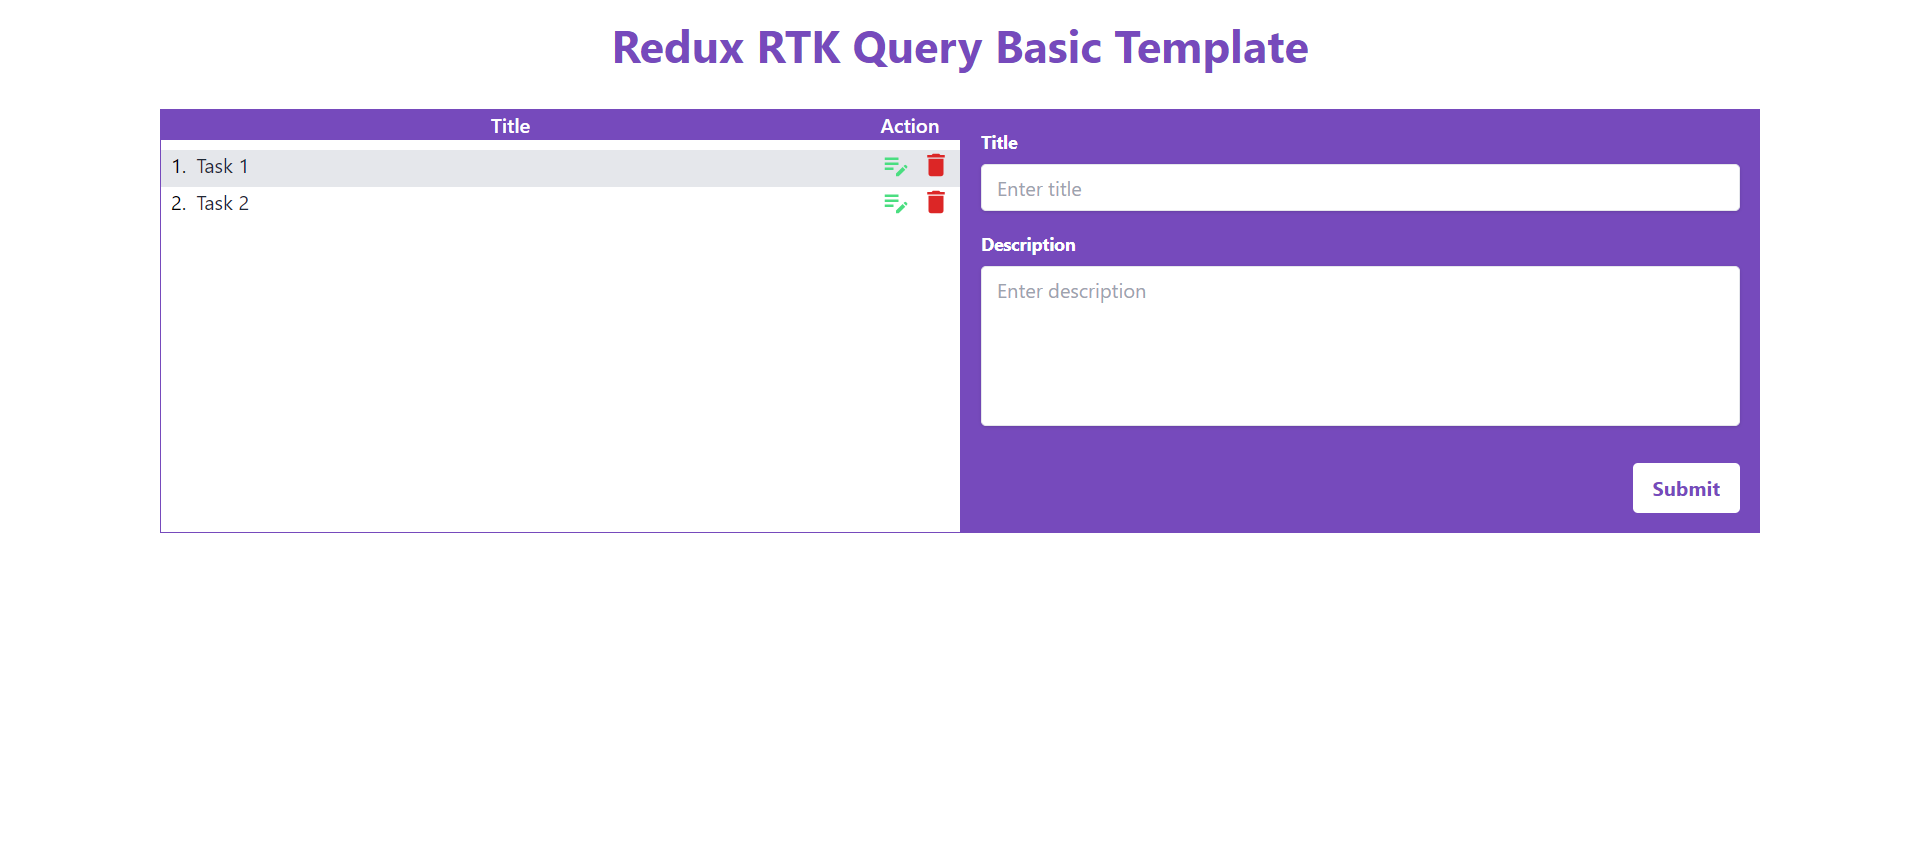 Redux RTK Query Basic Template
Title Action
1. Task 1
2. Task 2
Title
Enter title
Description
Enter description
Submit